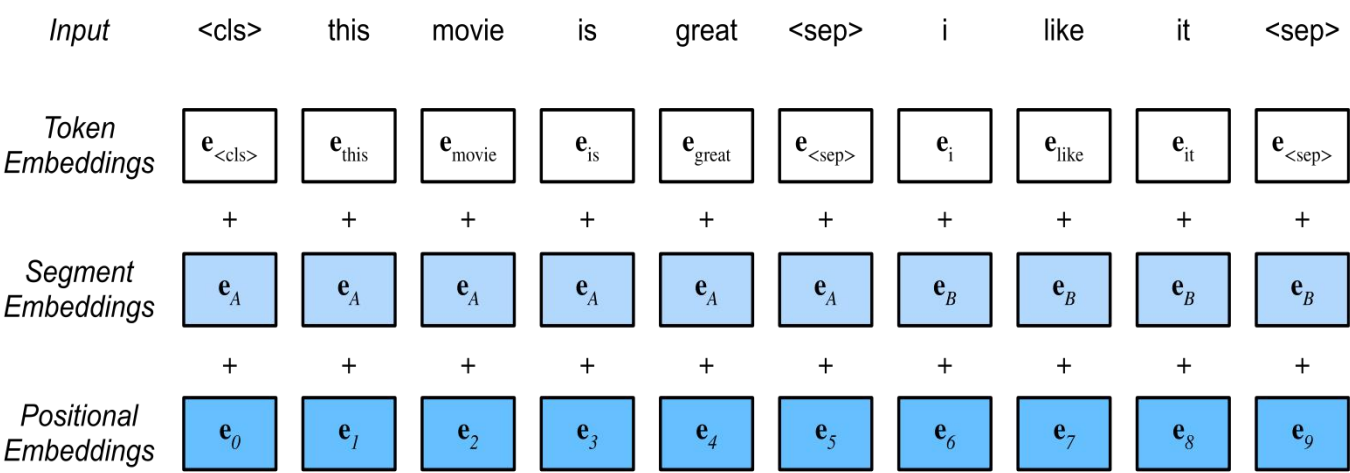 Input <cls> this movie is great <sep> i like it <sep>
Token Embeddings e<cls> ethis emovie eis egreat e<sep> ei elike eit e<sep>
+ + + + + + + + + +
Segment Embeddings eA eA eA eA eA eA eB eB eB eB
+ + + + + + + + + +
Positional Embeddings e0 e1 e2 e3 e4 e5 e6 e7 e8 e9